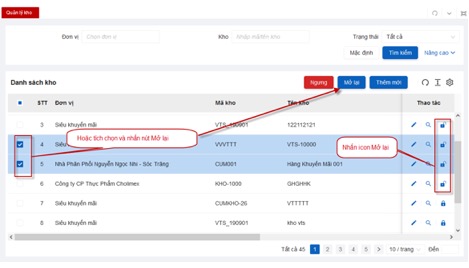 Quản lý kho
Đơn vị Chọn đơn vị Kho Nhập mã/tên kho Trạng thái Tất cả
Mặc định Tìm kiếm Nâng cao
Danh sách kho Ngưng Mở lại Thêm mới
STT Đơn vị Mã kho Tên kho Thao tác
3 Siêu khuyến mãi VTS_190901 122112121
Hoặc tích chọn và nhấn nút Mở lại
4 Siêu VVVTTT VTS-10000
Nhấn icon Mở lại
5 Nhà Phân Phối Nguyễn Ngọc Nhi - Sóc Trăng CUM001 Hàng Khuyến Mãi 001
6 Công ty CP Thực Phẩm Cholimex KHO-1000 GHGHHK
7 Siêu khuyến mãi CUMKHO-26 VTTTTT
8 Siêu khuyến mãi VTS_190901 kho vts
Tất cả 45 1 2 3 4 5 10 / trang Đến